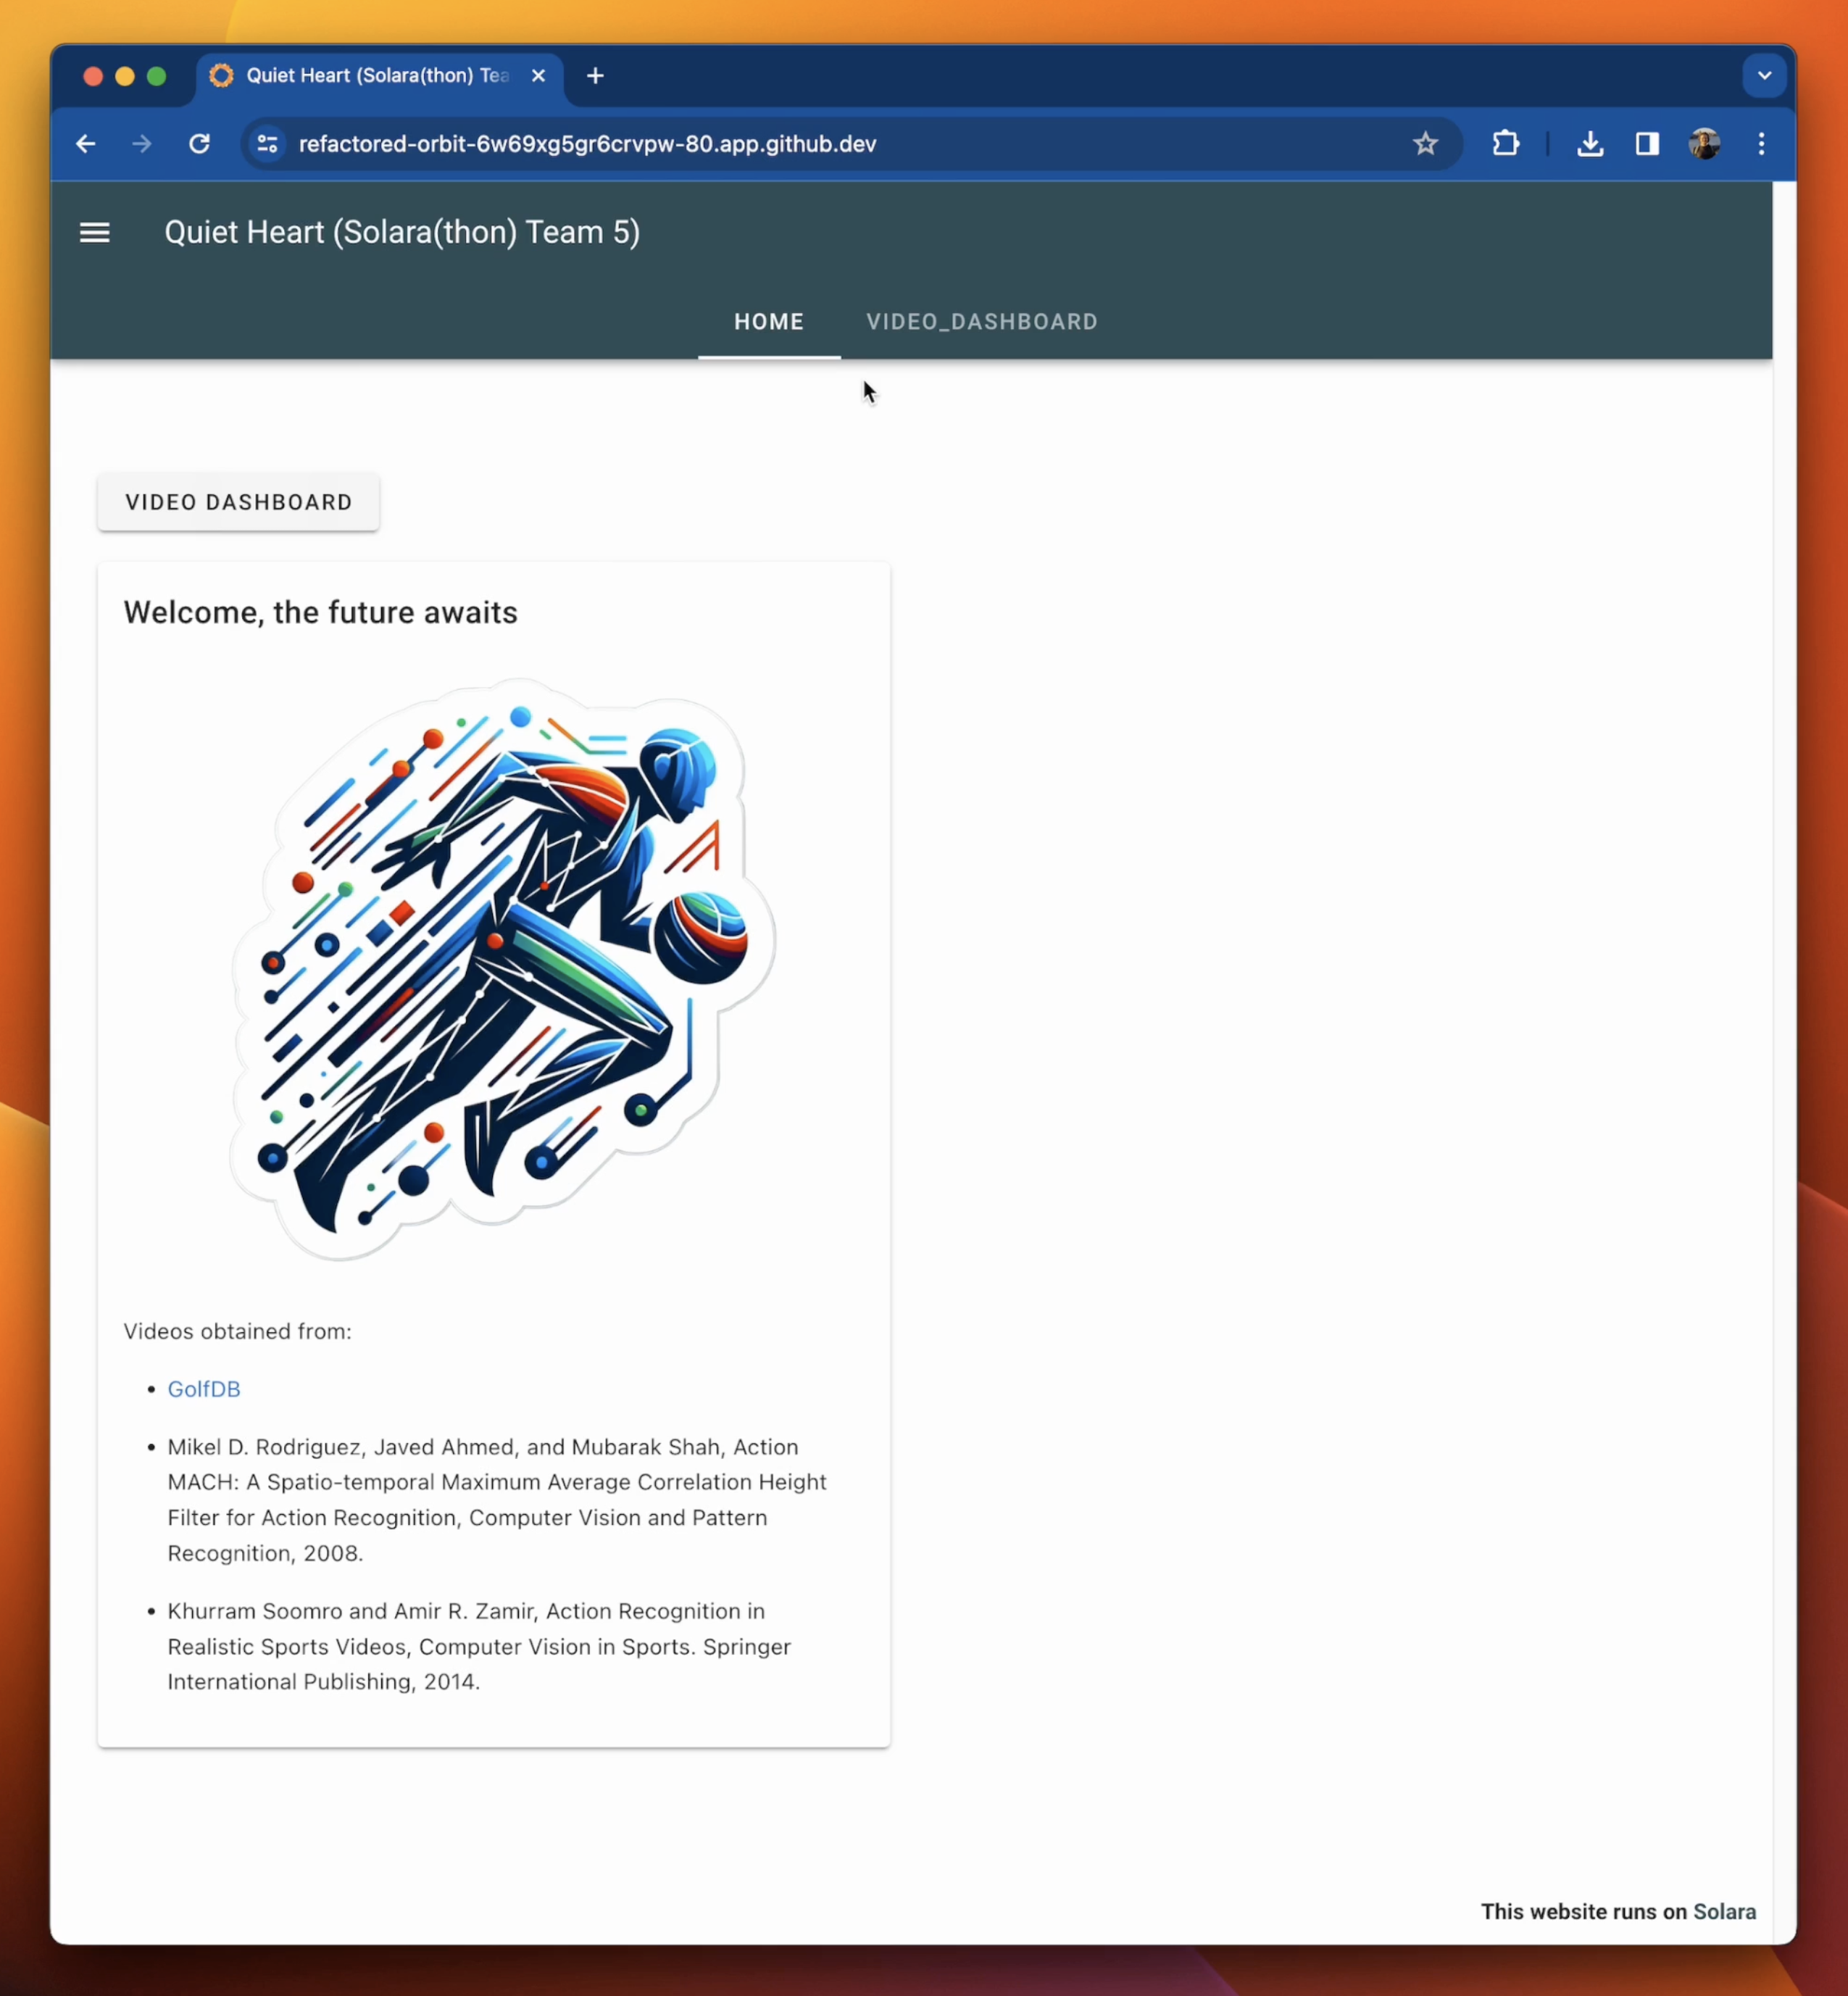 Quiet Heart (Solara(thon) Tea
refactored-orbit-6w69xg5gr6crvpw-80.app.github.dev
Quiet Heart (Solara(thon) Team 5)
HOME VIDEO_DASHBOARD
VIDEO DASHBOARD
Welcome, the future awaits
Videos obtained from:
• GolfDB
• Mikel D. Rodriguez, Javed Ahmed, and Mubarak Shah, Action
MACH: A Spatio-temporal Maximum Average Correlation Height
Filter for Action Recognition, Computer Vision and Pattern
Recognition, 2008.
• Khurram Soomro and Amir R. Zamir, Action Recognition in
Realistic Sports Videos, Computer Vision in Sports. Springer
International Publishing, 2014.
This website runs on Solara